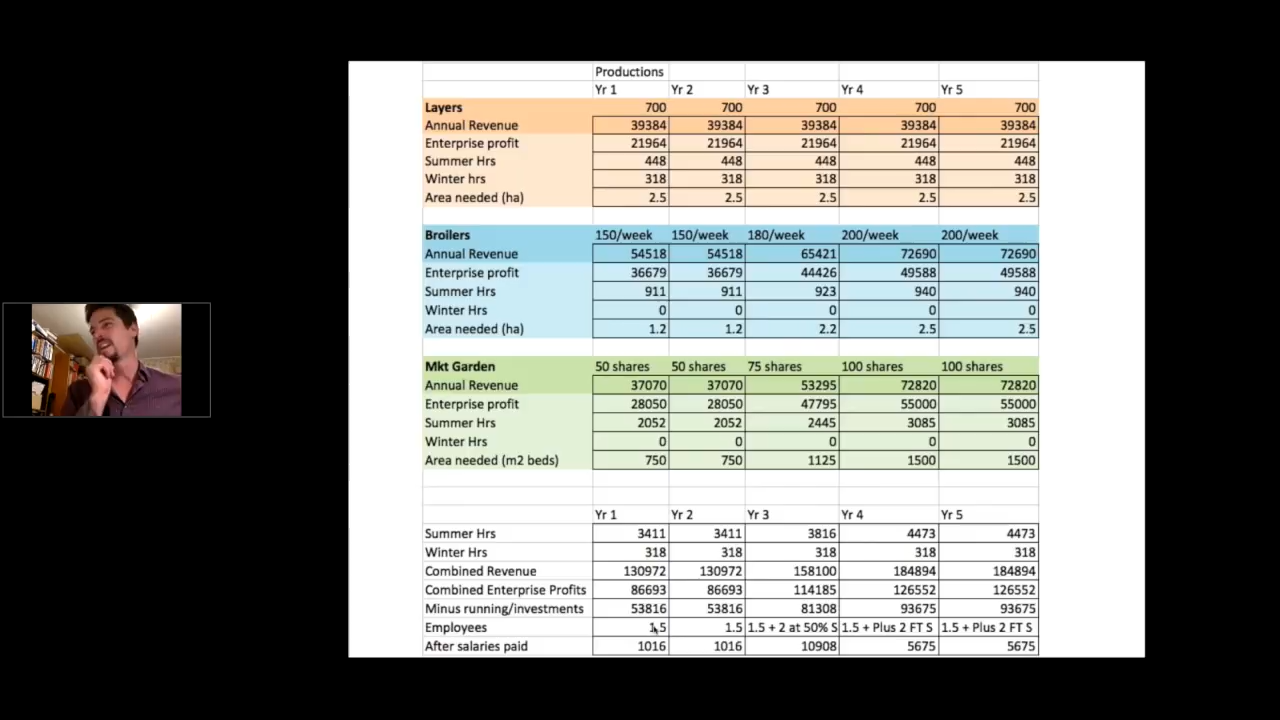 Productions
Yr 1 Yr 2 Yr 3 Yr 4 Yr 5
Layers 700 700 700 700 700
Annual Revenue 39384 39384 39384 39384 39384
Enterprise profit 21964 21964 21964 21964 21964
Summer Hrs 448 448 448 448 448
Winter hrs 318 318 318 318 318
Area needed (ha) 2.5 2.5 2.5 2.5 2.5
Broilers 150/week 150/week 180/week 200/week 200/week
Annual Revenue 54518 54518 65421 72690 72690
Enterprise profit 36679 36679 44426 49588 49588
Summer Hrs 911 911 923 940 940
Winter Hrs 0 0 0 0 0
Area needed (ha) 1.2 1.2 2.2 2.5 2.5
Mkt Garden 50 shares 50 shares 75 shares 100 shares 100 shares
Annual Revenue 37070 37070 53295 72820 72820
Enterprise profit 28050 28050 47795 55000 55000
Summer Hrs 2052 2052 2445 3085 3085
Winter Hrs 0 0 0 0 0
Area needed (m2 beds) 750 750 1125 1500 1500
Yr 1 Yr 2 Yr 3 Yr 4 Yr 5
Summer Hrs 3411 3411 3816 4473 4473
Winter Hrs 318 318 318 318 318
Combined Revenue 130972 130972 158100 184894 184894
Combined Enterprise Profits 86693 86693 114185 126552 126552
Minus running/investments 53816 53816 81308 93675 93675
Employees 1.5 1.5 1.5 + 2 at 50% S 1.5 + Plus 2 FT S 1.5 + Plus 2 FT S
After salaries paid 1016 1016 10908 5675 5675